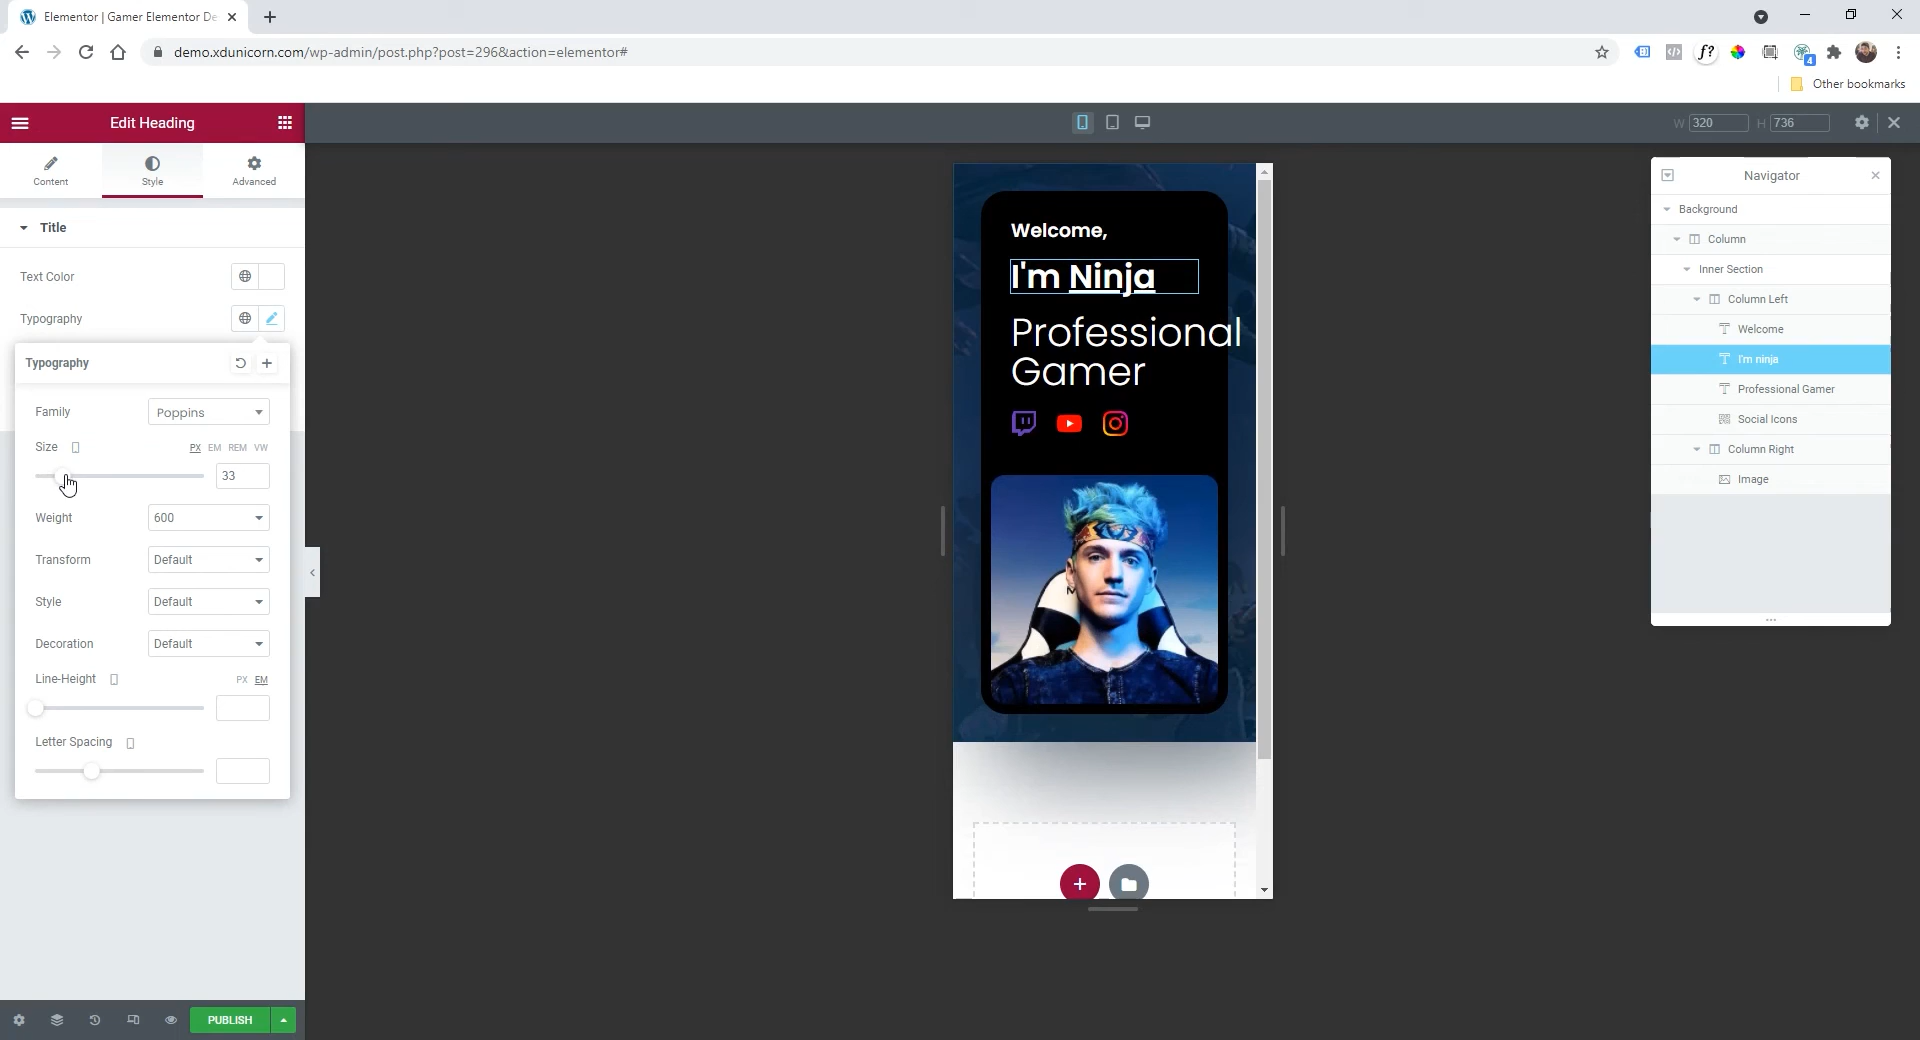 Elementor | Gamer Elementor De
demo.xdunicorn.com/wp-admin/post.php?post=296&action=elementor#
f?
4
Other bookmarks
Edit Heading
W 320 H 736
Content Style Advanced
Title
Text Color
Typography
Typography
Family Poppins
Size PX EM REM VW
33
Weight 600
Transform Default
Style Default
Decoration Default
Line-Height PX EM
Letter Spacing
PUBLISH
Welcome,
I'm Ninja
Professional
Gamer
Navigator
Background
Column
Inner Section
Column Left
Welcome
I'm ninja
Professional Gamer
Social Icons
Column Right
Image